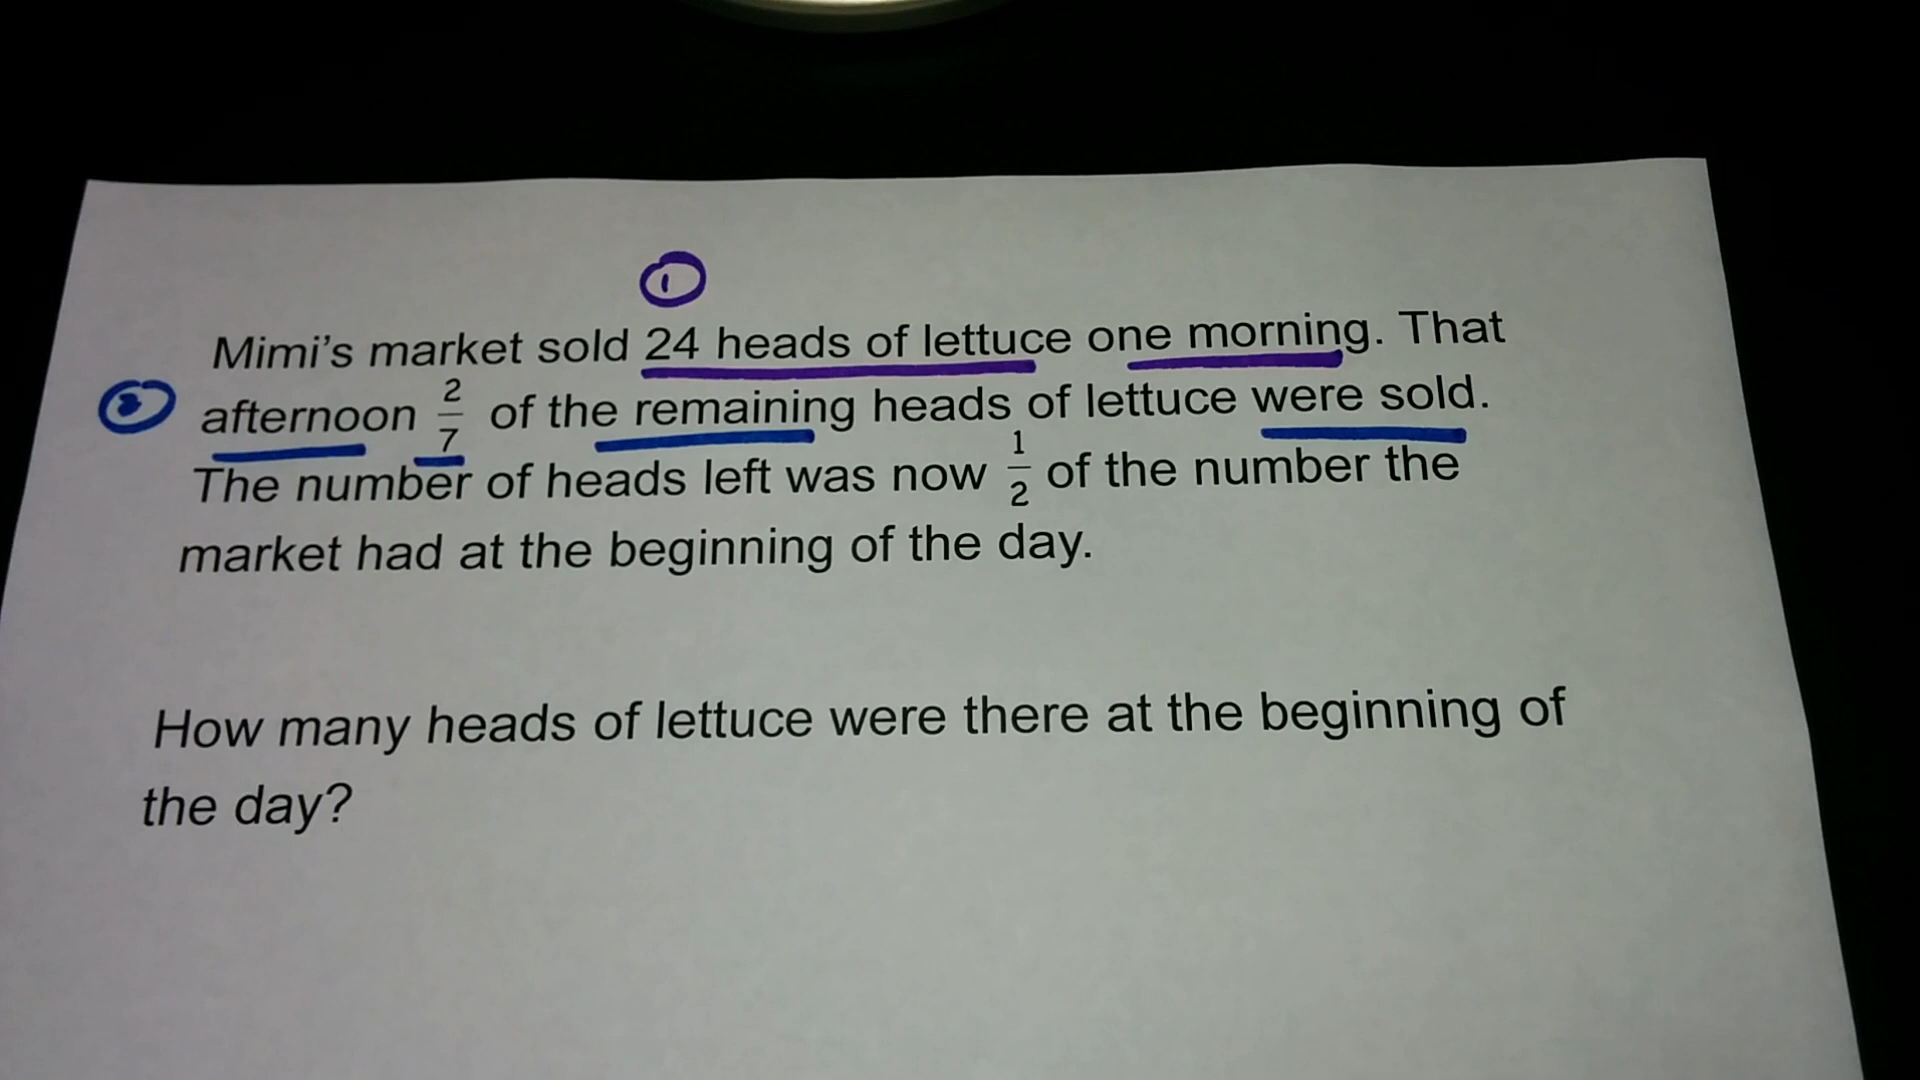 1
Mimi's market sold 24 heads of lettuce one morning. That
2 afternoon 2/7 of the remaining heads of lettuce were sold.
The number of heads left was now 1/2 of the number the
market had at the beginning of the day.
How many heads of lettuce were there at the beginning of
the day?